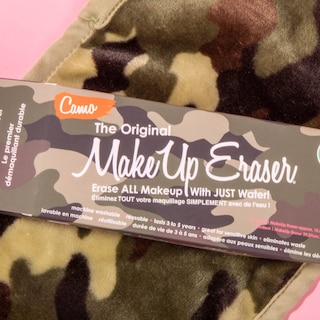 Camo
The Original
MakeUp Eraser
Erase ALL Makeup With JUST Water!
Éliminez TOUT votre maquillage SIMPLEMENT avec de l'eau !
machine washable · reusable · lasts 3 to 5 years · Great for sensitive skin · eliminates waste
lavable en machine · réutilisable · durée de vie de 3 à 5 ans · adaptée aux peaux sensibles · élimine les dé
Le premier
démaquillant durable